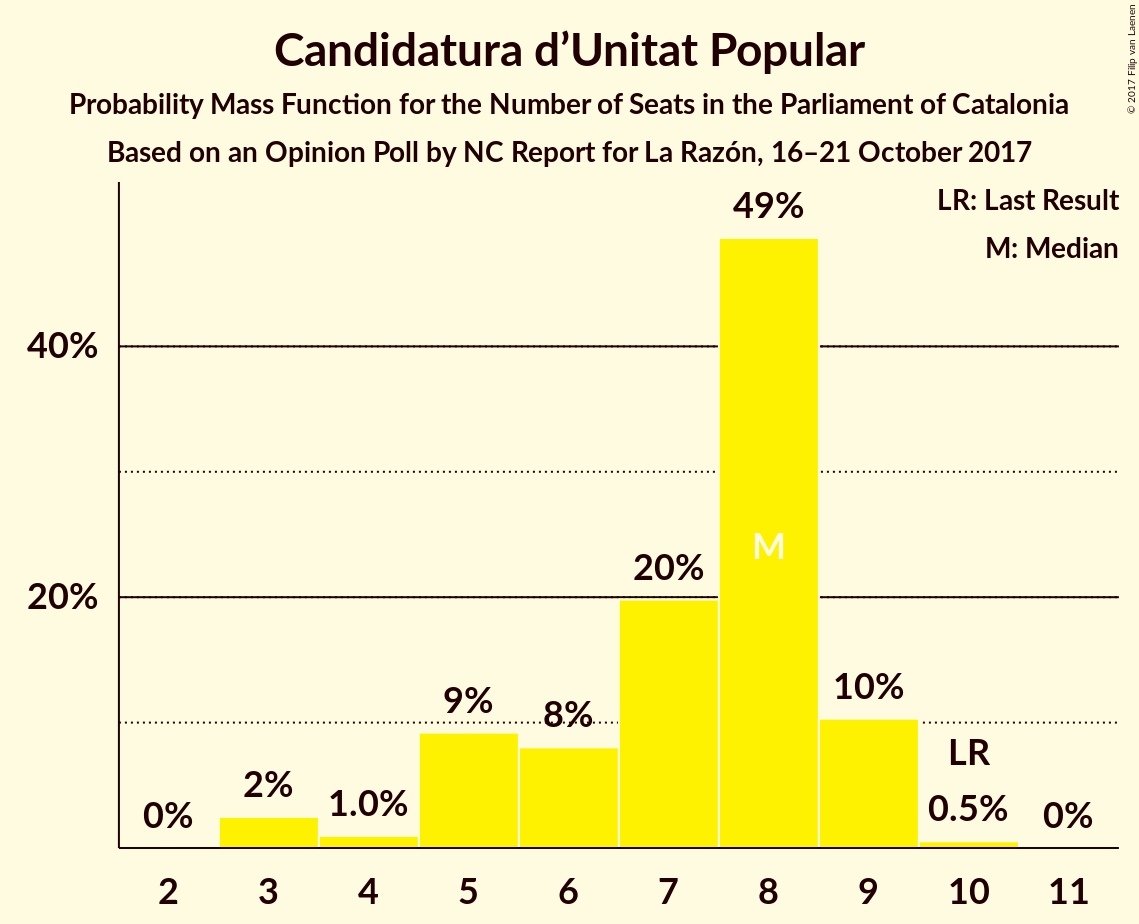 Candidatura d’Unitat Popular
Probability Mass Function for the Number of Seats in the Parliament of Catalonia
Based on an Opinion Poll by NC Report for La Razón, 16–21 October 2017
© 2017 Filip van Laenen
LR: Last Result
M: Median
40%
20%
0%
2%
1.0%
9%
8%
20%
49%
M
10%
LR
0.5%
0%
2 3 4 5 6 7 8 9 10 11